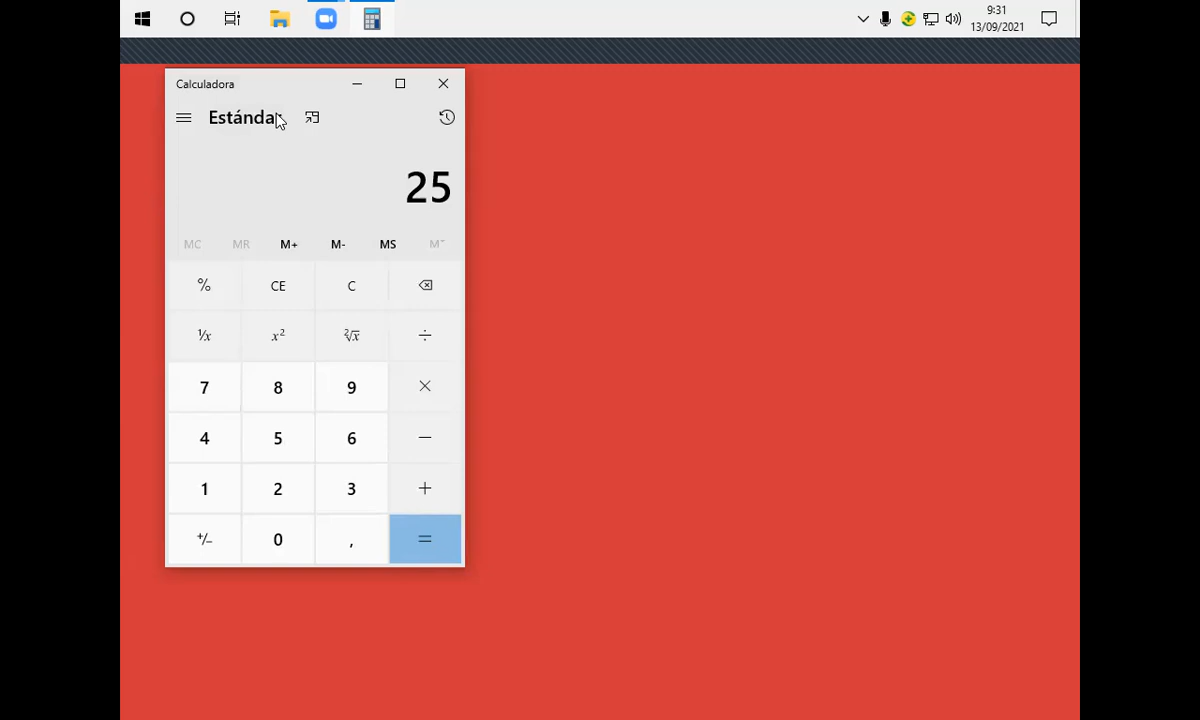 9:31
13/09/2021
Calculadora
Estánda
25
MC MR M+ M- MS M˅
% CE C
¹/x x² ²√x ÷
7 8 9 ×
4 5 6 −
1 2 3 +
+/− 0 , =